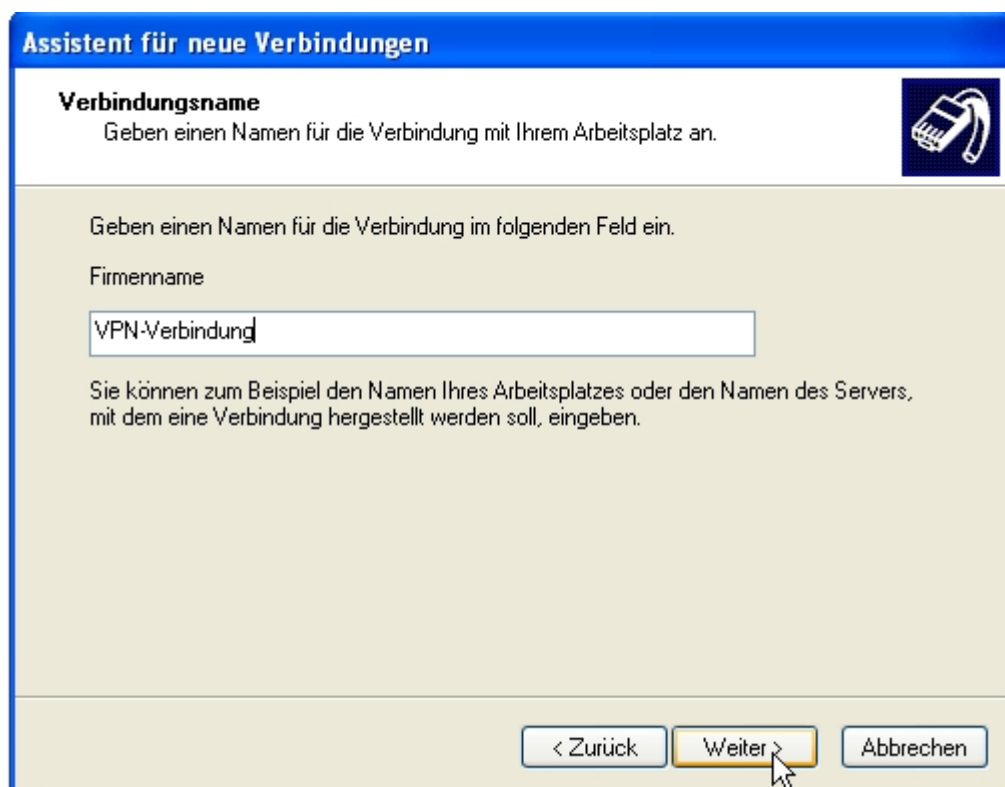 Assistent für neue Verbindungen
Verbindungsname
Geben einen Namen für die Verbindung mit Ihrem Arbeitsplatz an.
Geben einen Namen für die Verbindung im folgenden Feld ein.
Firmenname
VPN-Verbindung
Sie können zum Beispiel den Namen Ihres Arbeitsplatzes oder den Namen des Servers,
mit dem eine Verbindung hergestellt werden soll, eingeben.
< Zurück Weiter > Abbrechen